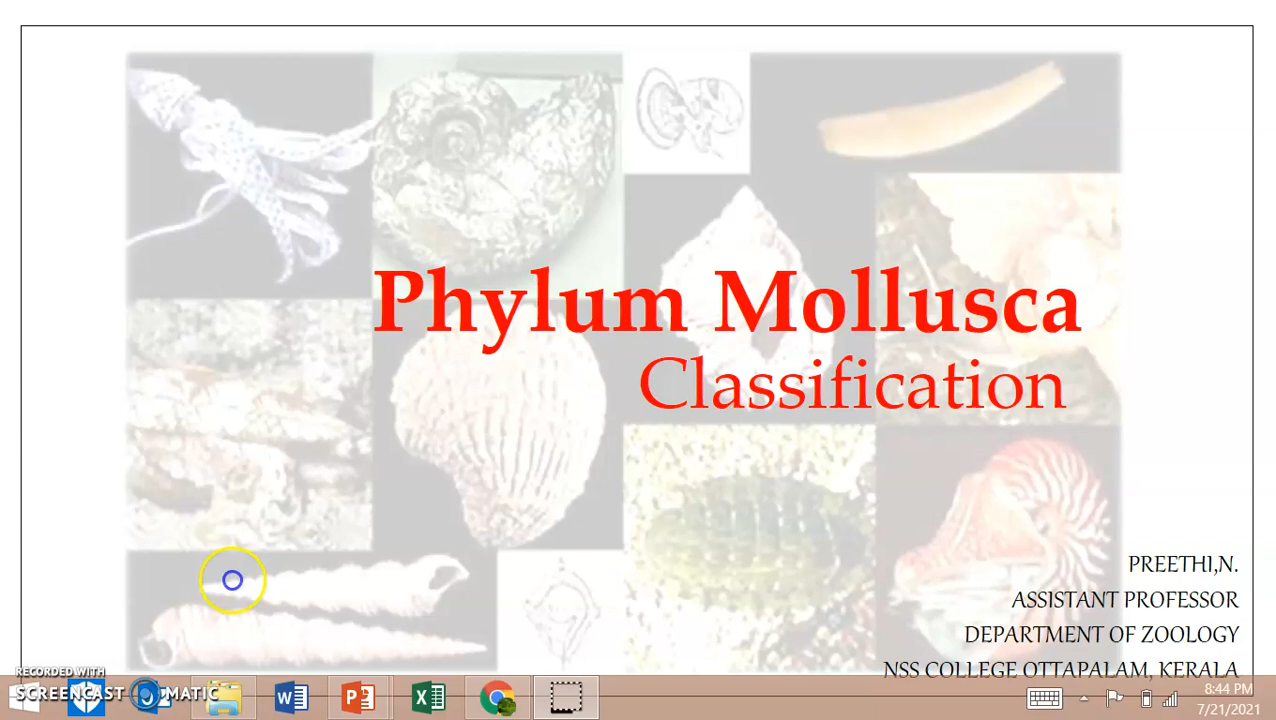 Phylum Mollusca
Classification
PREETHI,N.
ASSISTANT PROFESSOR
DEPARTMENT OF ZOOLOGY
NSS COLLEGE OTTAPALAM, KERALA
RECORDED WITH
SCREENCAST MATIC
8:44 PM
7/21/2021